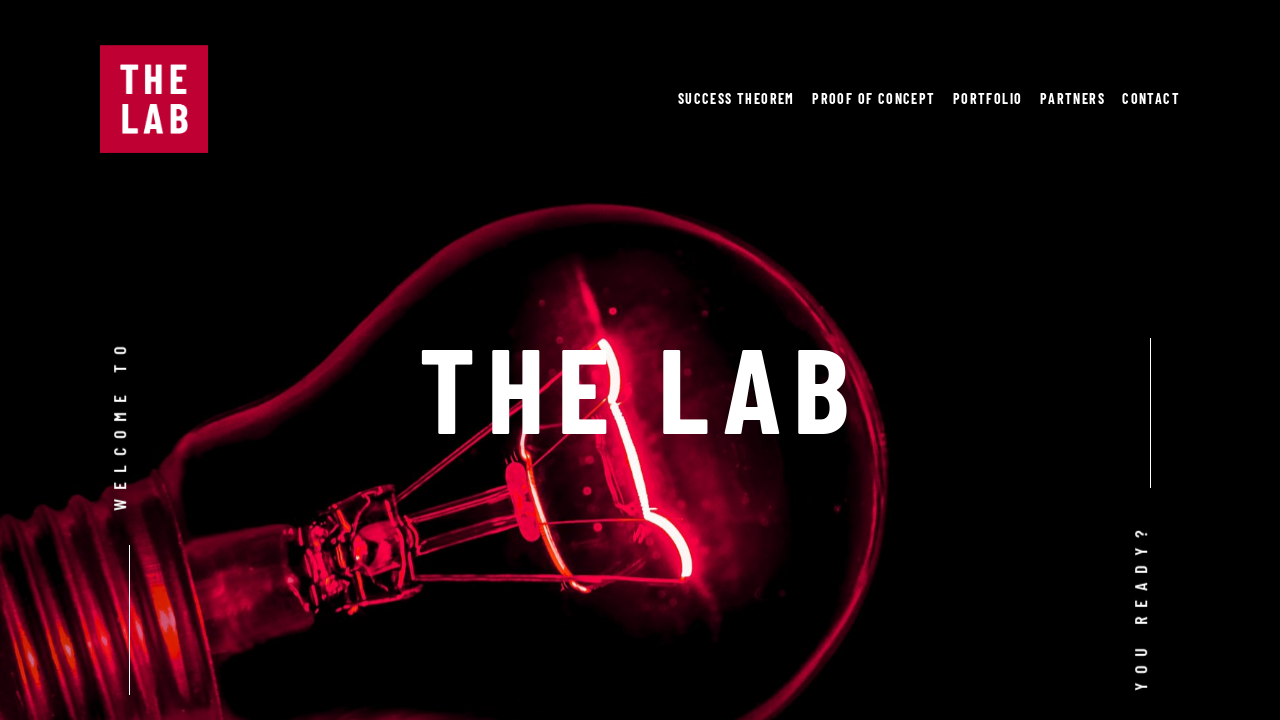 THE
LAB
SUCCESS THEOREM
PROOF OF CONCEPT
PORTFOLIO
PARTNERS
CONTACT
WELCOME TO
THE LAB
YOU READY?